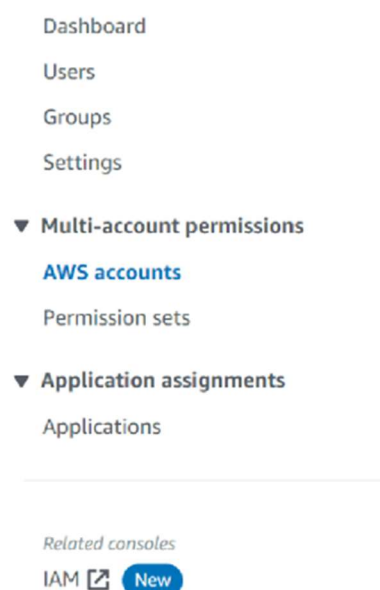 Dashboard
Users
Groups
Settings
Multi-account permissions
AWS accounts
Permission sets
Application assignments
Applications
Related consoles
IAM New